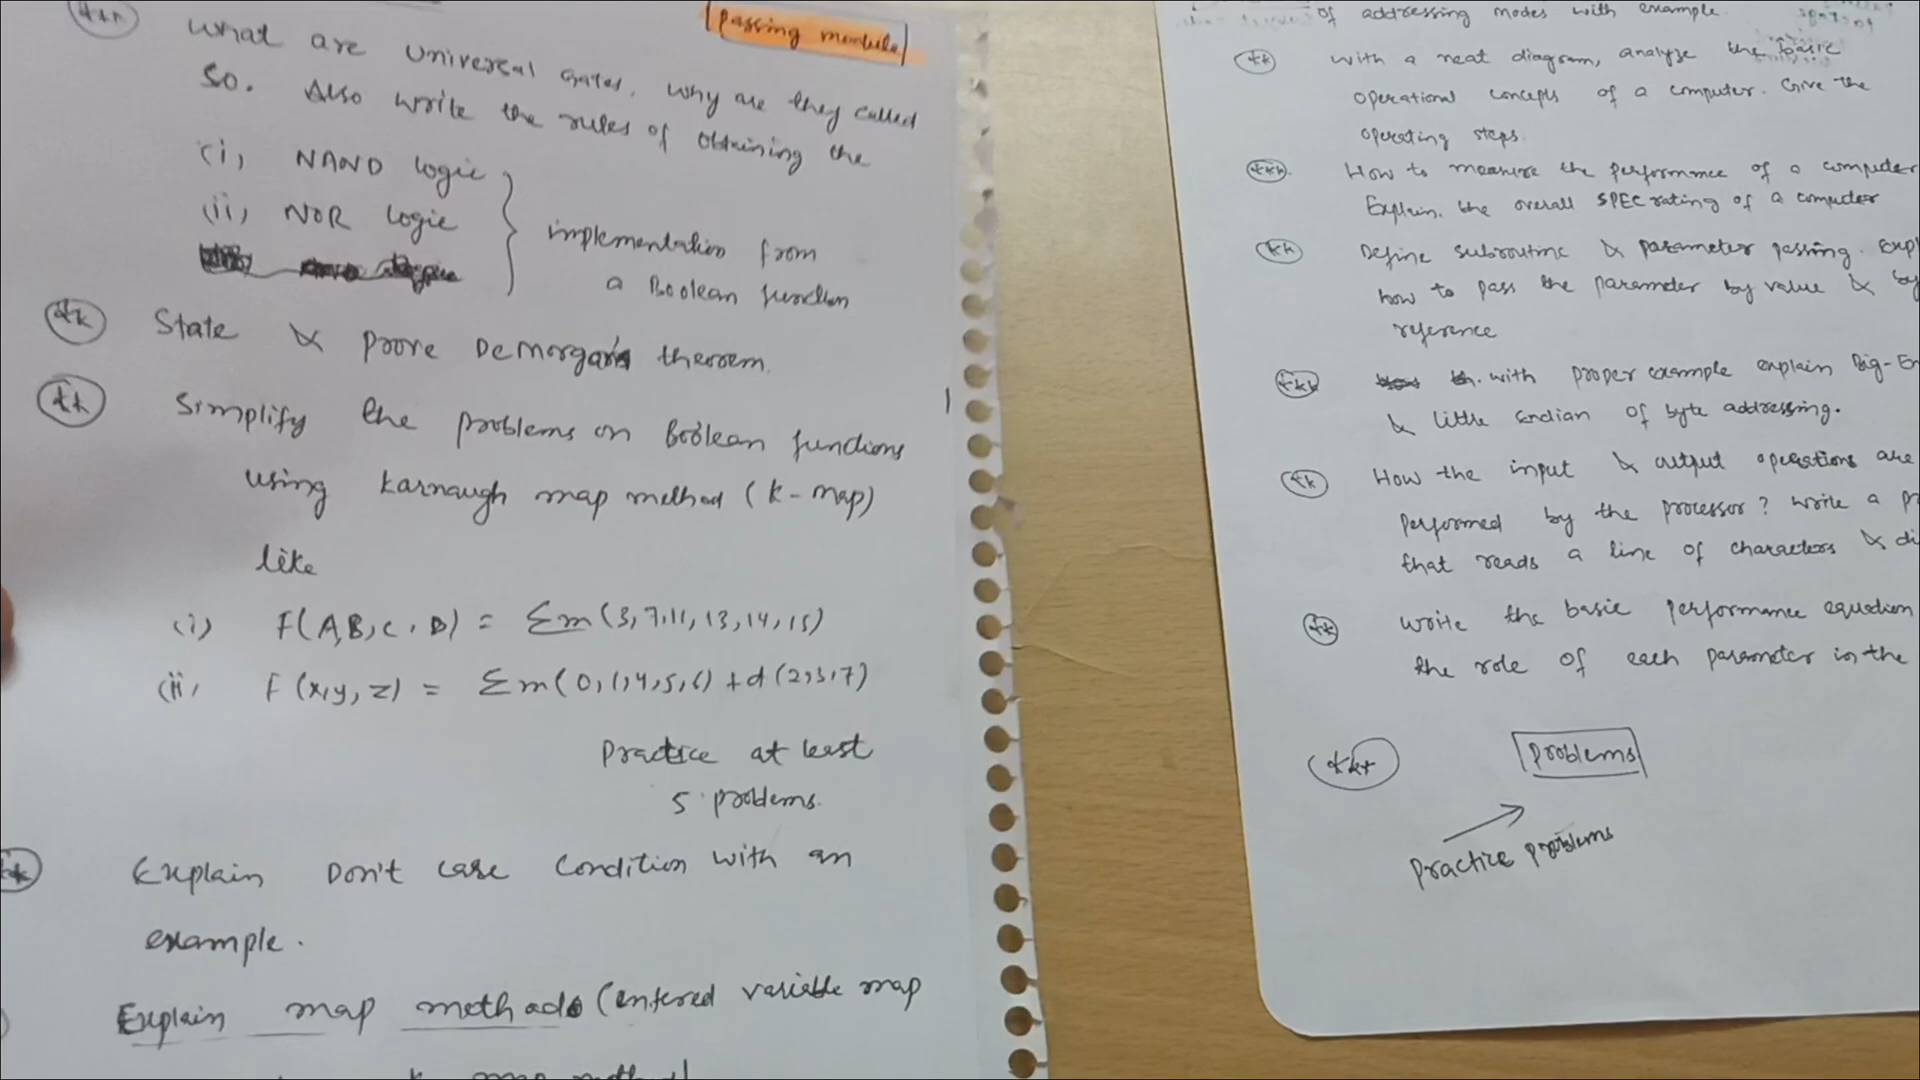 Passing module
What are universal gates. Why are they called
so. Also write the rules of obtaining the
(i) NAND logic
(ii) NOR logic
implementation from
a Boolean function
** State & prove DeMorgan's theorem.
** Simplify the problems on Boolean functions
using Karnaugh map method (K-map)
like
(i) F(A,B,C,D) = Σm(3,7,11,13,14,15)
(ii) F(x,y,z) = Σm(0,1,4,5,6)+d(2,3,7)
Practice at least
5 problems.
Explain Don't care condition with an
example.
Explain map method (entered variable map
of addressing modes with example.
** With a neat diagram, analyze the basic
operational concepts of a computer. Give the
operating steps.
*** How to measure the performance of a computer
Explain, the overall SPEC rating of a computer
** Define subroutine & parameter passing.
how to pass the parameter by value & by
reference
*** with proper example explain Big-
& little endian of byte addressing.
** How the input & output operations are
performed by the processor? Write a
that reads a line of characters &
** Write the basic performance equation
the role of each parameter in the
*** Problems
Practice problems